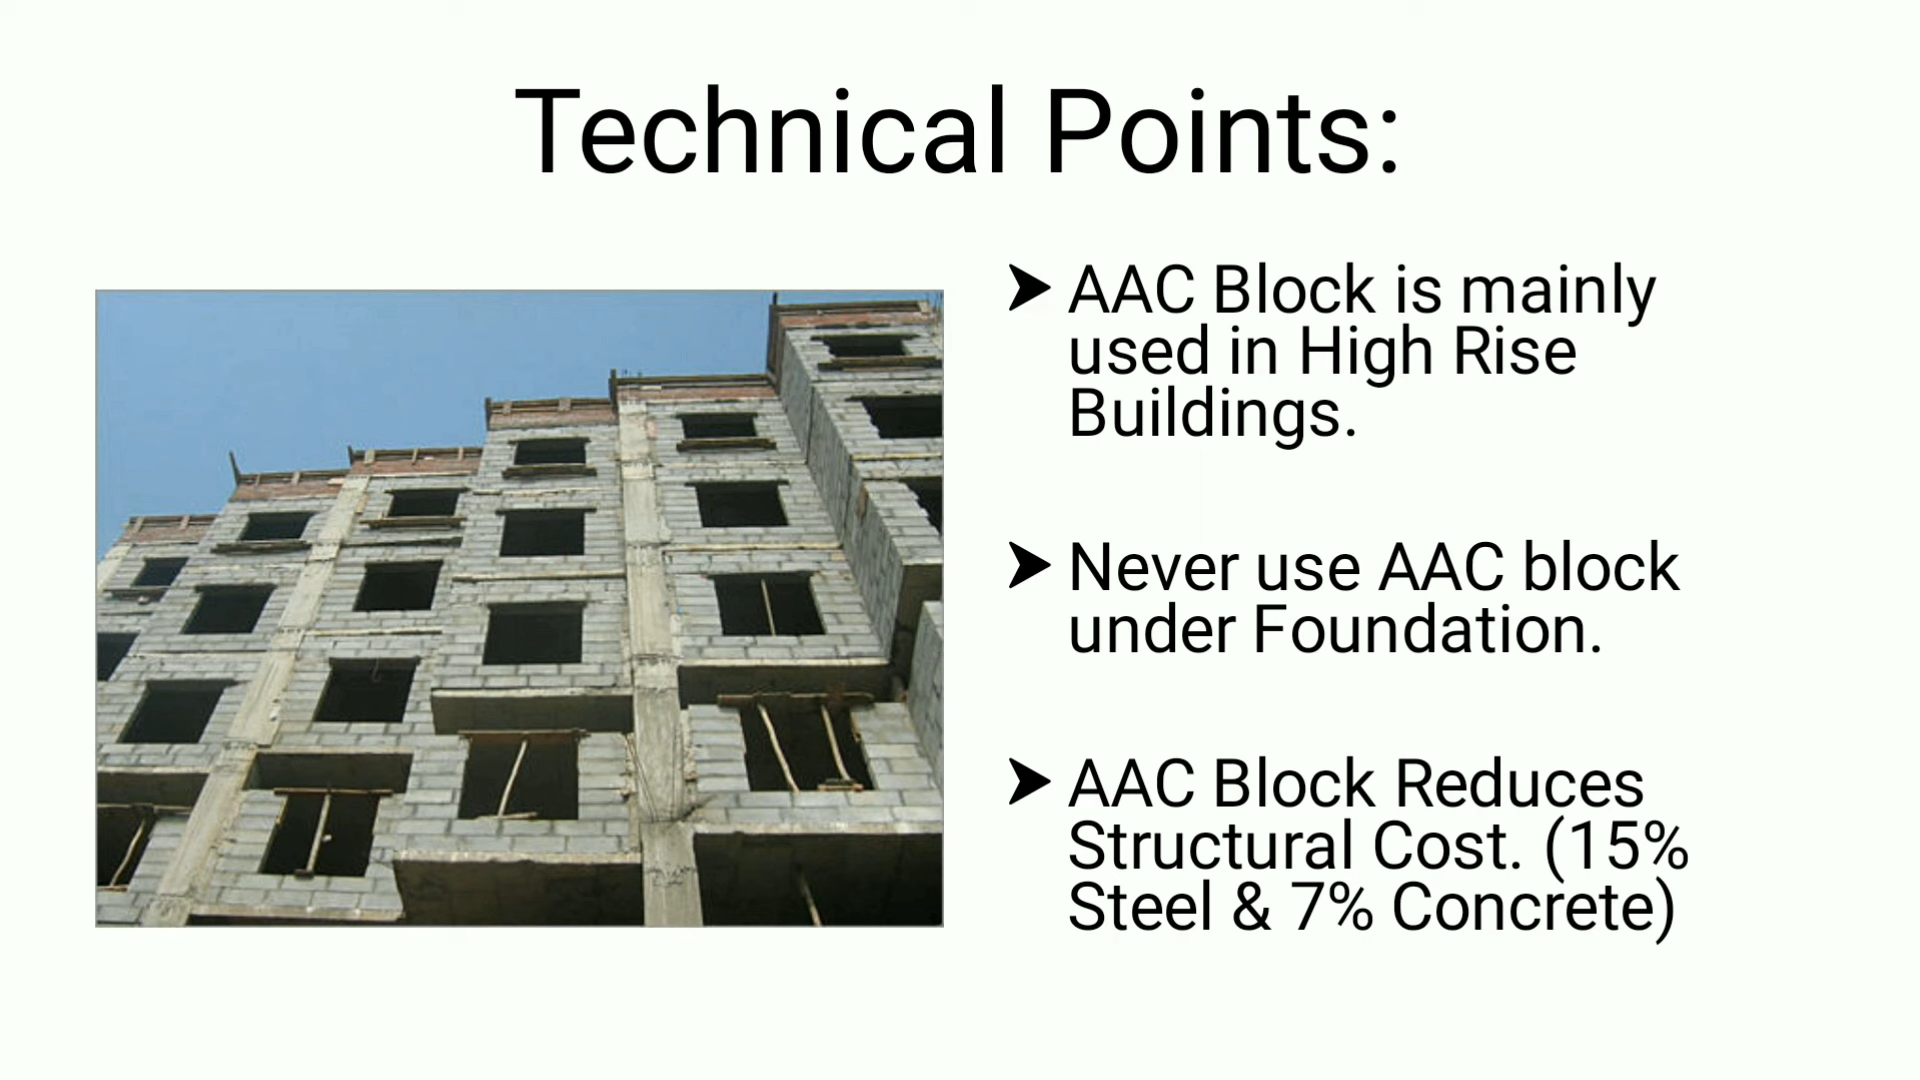 Technical Points:
➤ AAC Block is mainly
used in High Rise
Buildings.
➤ Never use AAC block
under Foundation.
➤ AAC Block Reduces
Structural Cost. (15%
Steel & 7% Concrete)